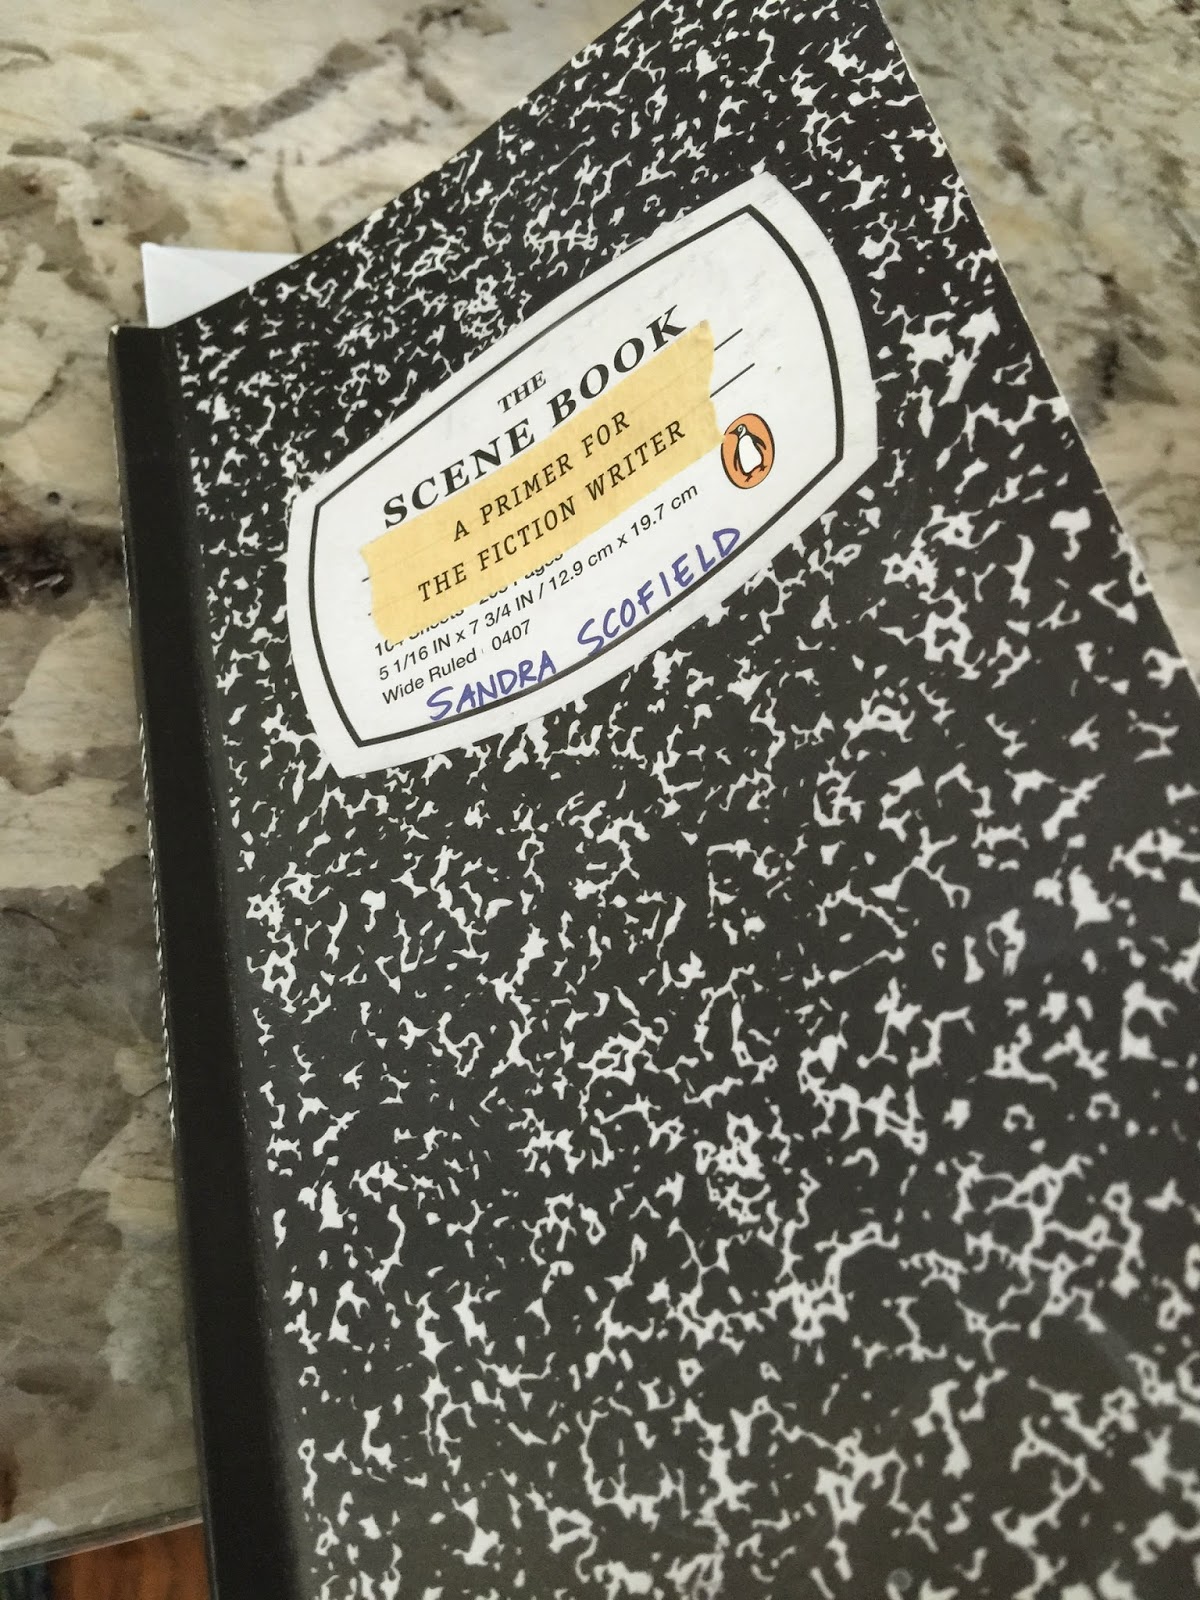 THE
SCENE BOOK
A PRIMER FOR
THE FICTION WRITER
5 1/16 IN x 7 3/4 IN / 12.9 cm x 19.7 cm
Wide Ruled 0407
SANDRA SCOFIELD